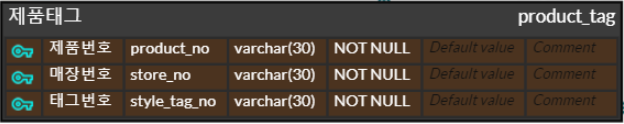 제품태그 product_tag
제품번호 product_no varchar(30) NOT NULL Default value Comment
매장번호 store_no varchar(30) NOT NULL Default value Comment
태그번호 style_tag_no varchar(30) NOT NULL Default value Comment